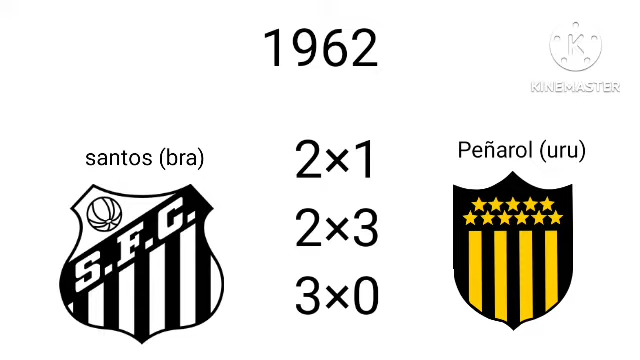 1962
KINEMASTER
santos (bra)
2×1
Peñarol (uru)
2×3
3×0
S.F.C.